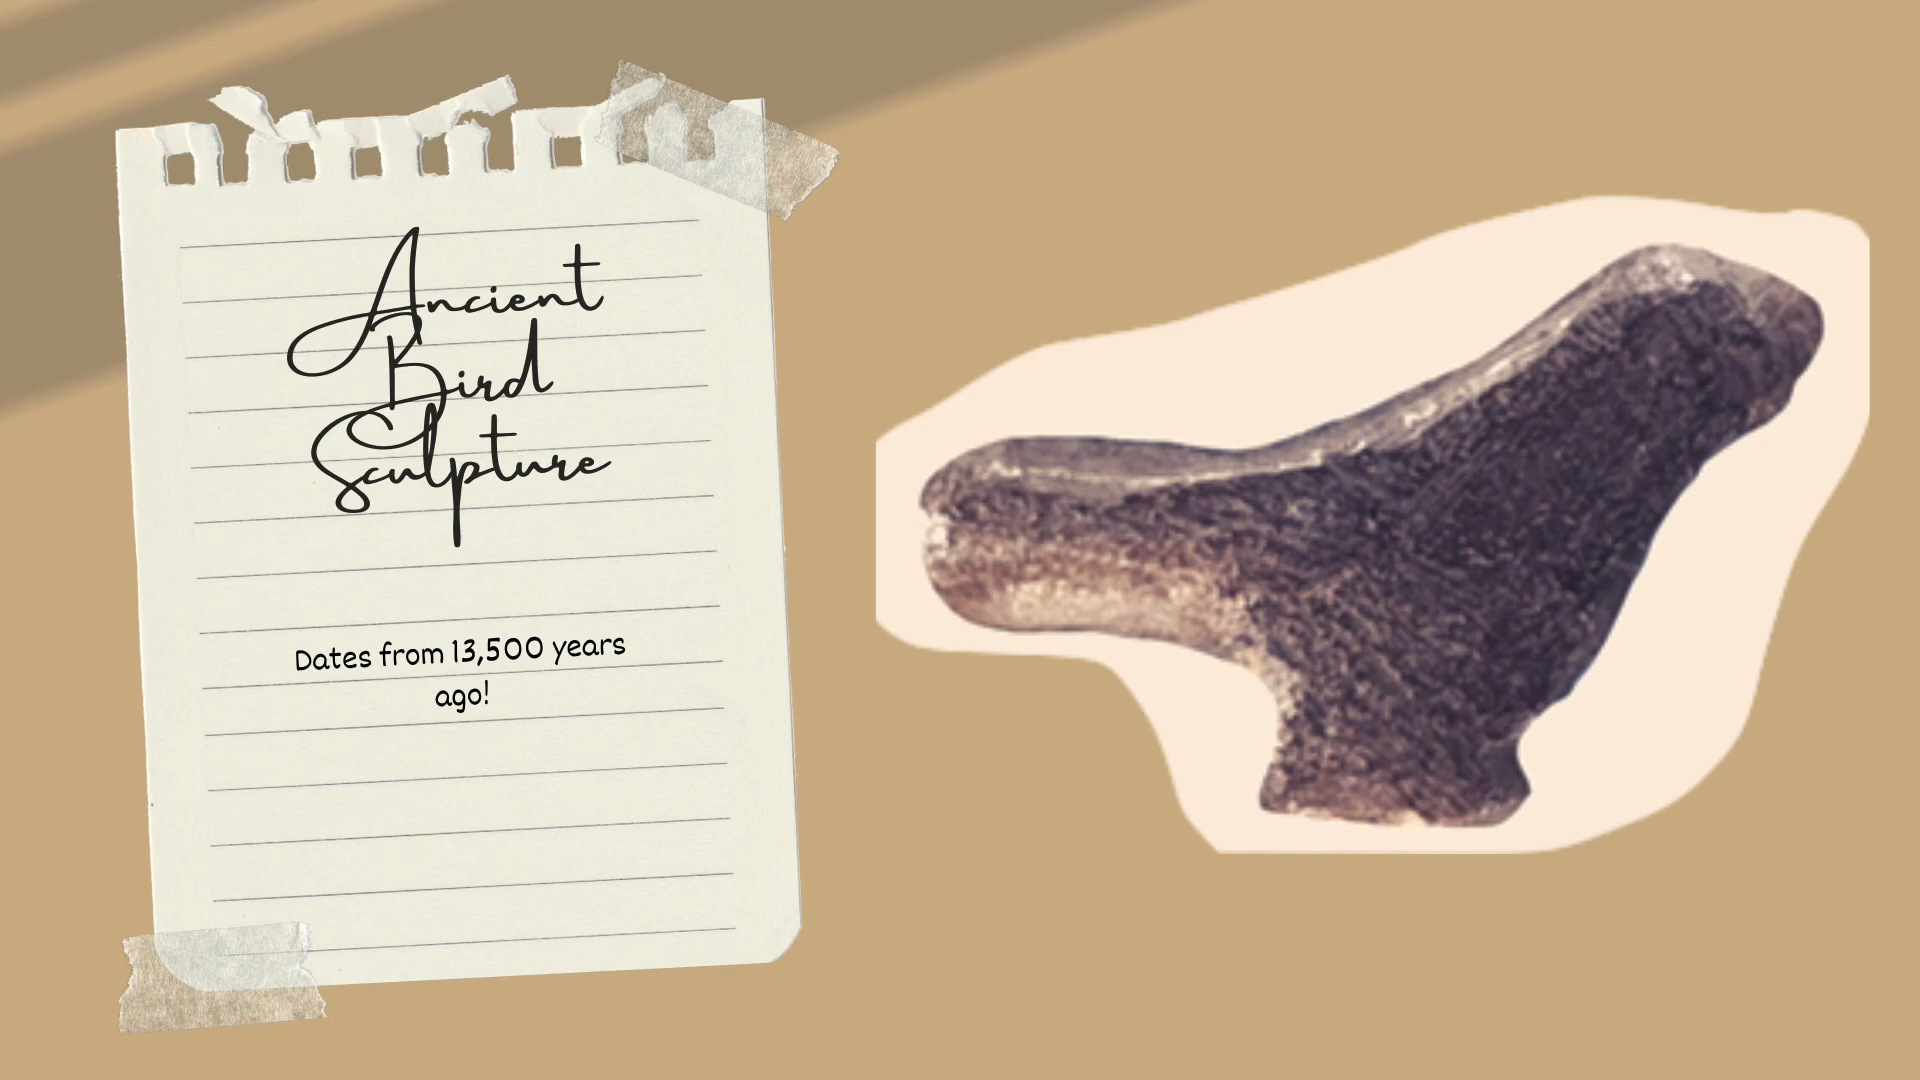 Ancient
Bird
Sculpture
Dates from 13,500 years
ago!